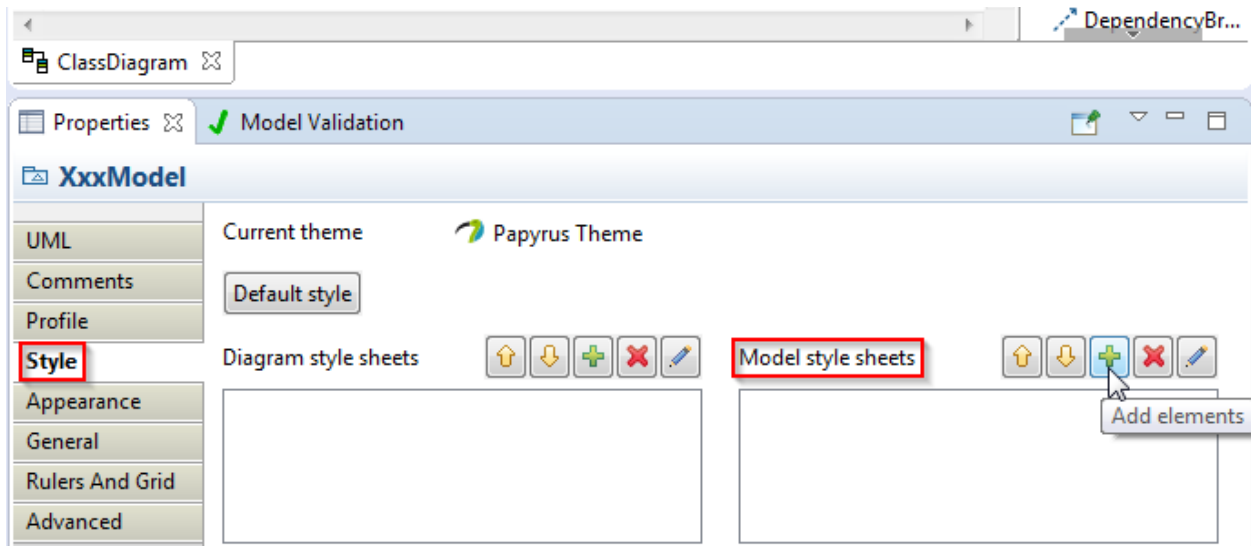 DependencyBr...
ClassDiagram
Properties Model Validation
XxxModel
UML
Comments
Profile
Style
Appearance
General
Rulers And Grid
Advanced
Current theme Papyrus Theme
Default style
Diagram style sheets
Model style sheets
Add elements